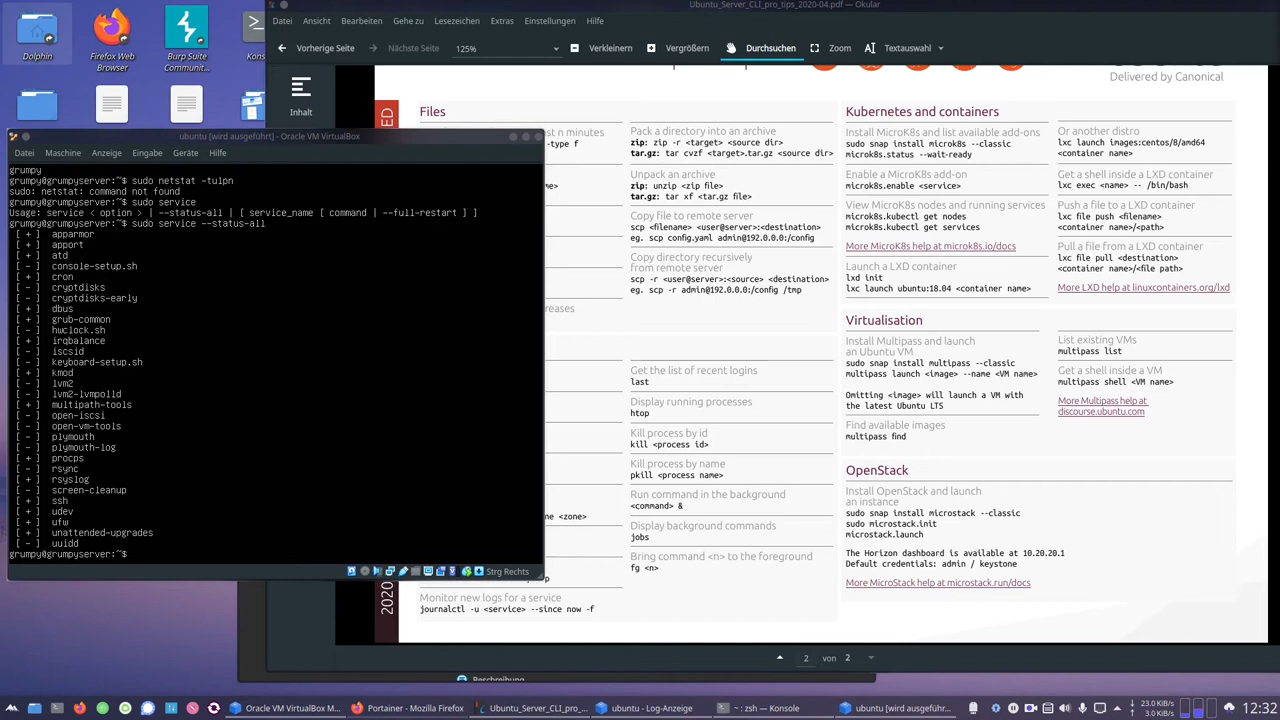 Ubuntu_Server_CLI_pro_tips_2020-04.pdf — Okular
Datei Ansicht Bearbeiten Gehe zu Lesezeichen Extras Einstellungen Hilfe
Vorherige Seite Nächste Seite 125% Verkleinern Vergrößern Durchsuchen Zoom Textauswahl
Inhalt
Dolphin
Firefox Web
Browser
Burp Suite
Communit...
Kons
Delivered by Canonical
ED
Files
ast n minutes
-type f
reases
ne <zone>
Monitor new logs for a service
journalctl -u <service> --since now -f
2020
Pack a directory into an archive
zip: zip -r <target> <source dir>
tar.gz: tar cvzf <target>.tar.gz <source dir>
Unpack an archive
zip: unzip <zip file>
tar.gz: tar xf <tar.gz file>
Copy file to remote server
scp <filename> <user@server>:<destination>
eg. scp config.yaml admin@192.0.0.0:/config
Copy directory recursively
from remote server
scp -r <user@server>:<source> <destination>
eg. scp -r admin@192.0.0.0:/config /tmp
Get the list of recent logins
last
Display running processes
htop
Kill process by id
kill <process id>
Kill process by name
pkill <process name>
Run command in the background
<command> &
Display background commands
jobs
Bring command <n> to the foreground
fg <n>
Kubernetes and containers
Install MicroK8s and list available add-ons
sudo snap install microk8s --classic
microk8s.status --wait-ready
Enable a MicroK8s add-on
microk8s.enable <service>
View MicroK8s nodes and running services
microk8s.kubectl get nodes
microk8s.kubectl get services
More MicroK8s help at microk8s.io/docs
Launch a LXD container
lxd init
lxc launch ubuntu:18.04 <container name>
Or another distro
lxc launch images:centos/8/amd64
<container name>
Get a shell inside a LXD container
lxc exec <name> -- /bin/bash
Push a file to a LXD container
lxc file push <filename>
<container name>/<path>
Pull a file from a LXD container
lxc file pull <destination>
<container name>/<file path>
More LXD help at linuxcontainers.org/lxd
Virtualisation
Install Multipass and launch
an Ubuntu VM
sudo snap install multipass --classic
multipass launch <image> --name <VM name>
Omitting <image> will launch a VM with
the latest Ubuntu LTS
Find available images
multipass find
List existing VMs
multipass list
Get a shell inside a VM
multipass shell <VM name>
More Multipass help at
discourse.ubuntu.com
OpenStack
Install OpenStack and launch
an instance
sudo snap install microstack --classic
sudo microstack.init
microstack.launch
The Horizon dashboard is available at 10.20.20.1
Default credentials: admin / keystone
More MicroStack help at microstack.run/docs
2 von 2
Beschreibung
ubuntu [wird ausgeführt] - Oracle VM VirtualBox
Datei Maschine Anzeige Eingabe Geräte Hilfe
grumpy
grumpy@grumpyserver:~$ sudo netstat -tulpn
sudo: netstat: command not found
grumpy@grumpyserver:~$ sudo service
Usage: service < option > | --status-all | [ service_name [ command | --full-restart ] ]
grumpy@grumpyserver:~$ sudo service --status-all
[ + ] apparmor
[ + ] apport
[ + ] atd
[ - ] console-setup.sh
[ + ] cron
[ - ] cryptdisks
[ - ] cryptdisks-early
[ + ] dbus
[ + ] grub-common
[ - ] hwclock.sh
[ + ] irqbalance
[ - ] iscsid
[ - ] keyboard-setup.sh
[ + ] kmod
[ - ] lvm2
[ - ] lvm2-lvmpolld
[ + ] multipath-tools
[ - ] open-iscsi
[ - ] open-vm-tools
[ - ] plymouth
[ - ] plymouth-log
[ + ] procps
[ - ] rsync
[ + ] rsyslog
[ - ] screen-cleanup
[ + ] ssh
[ + ] udev
[ + ] ufw
[ + ] unattended-upgrades
[ - ] uuidd
grumpy@grumpyserver:~$
Strg Rechts
Oracle VM VirtualBox M... Portainer - Mozilla Firefox Ubuntu_Server_CLI_pro_... ubuntu - Log-Anzeige ~ : zsh — Konsole ubuntu [wird ausgeführ...
23.0 KiB/s
3.0 KiB/s
12:32